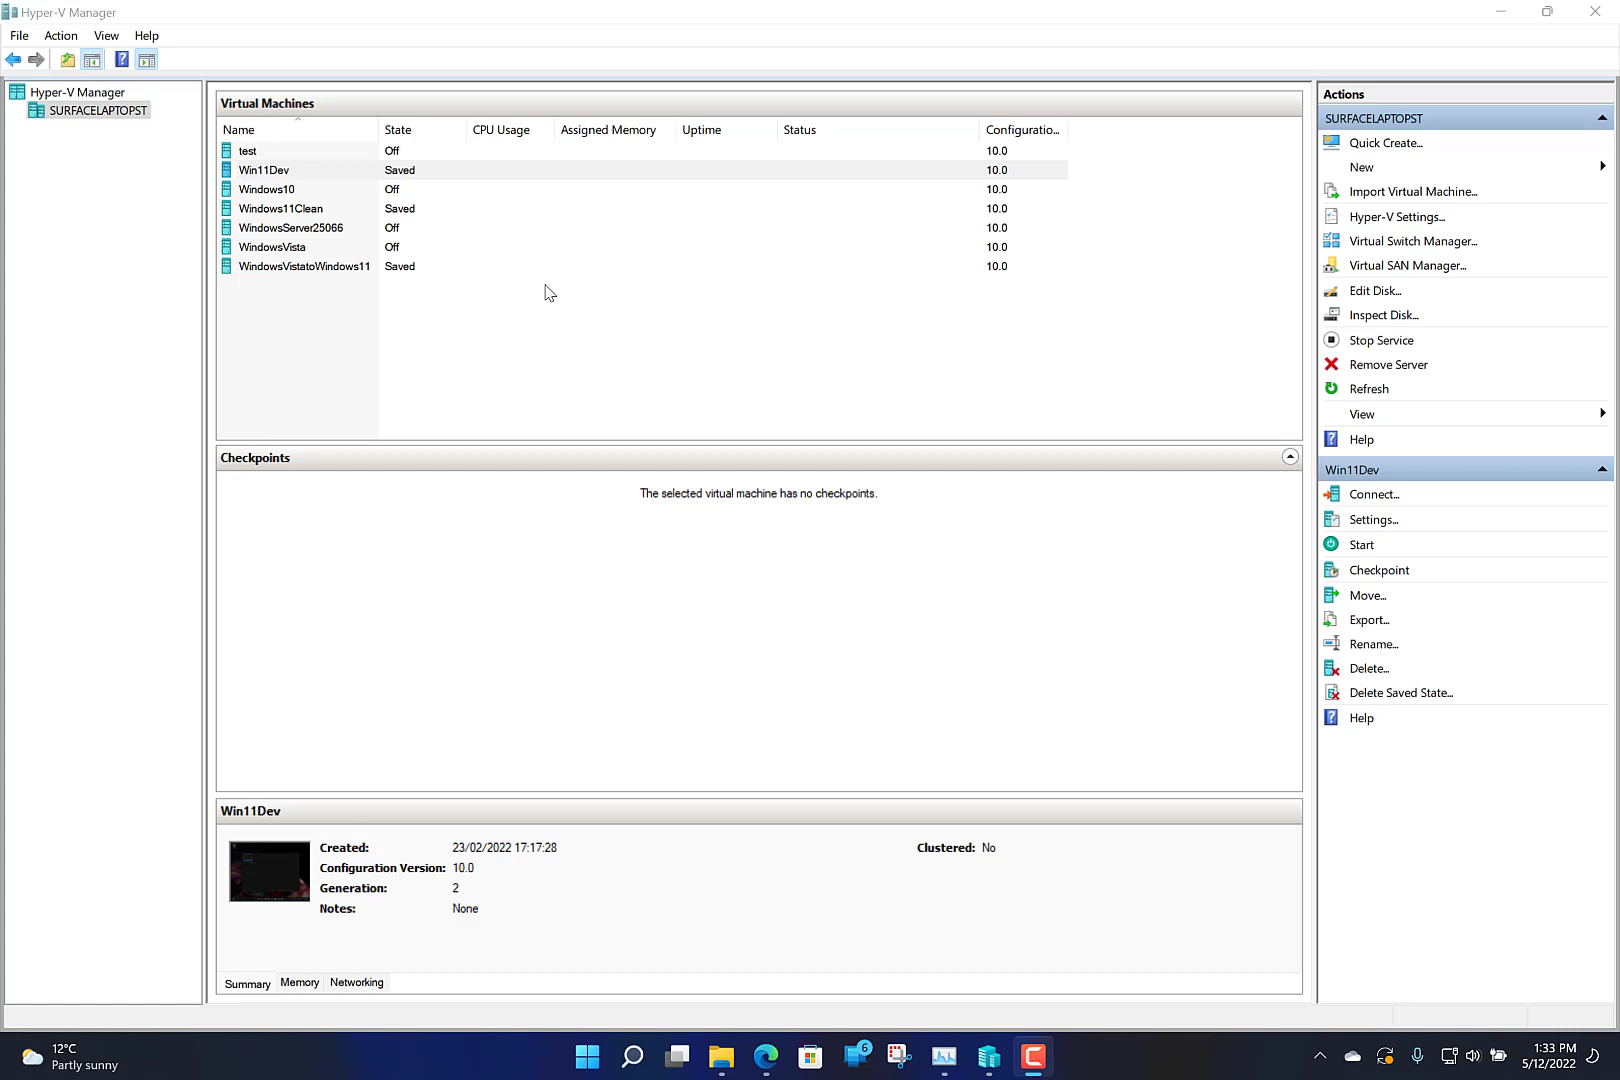 Hyper-V Manager
File Action View Help
Hyper-V Manager
SURFACELAPTOPST
Virtual Machines
Name State CPU Usage Assigned Memory Uptime Status Configuratio...
test Off 10.0
Win11Dev Saved 10.0
Windows10 Off 10.0
Windows11Clean Saved 10.0
WindowsServer25066 Off 10.0
WindowsVista Off 10.0
WindowsVistatoWindows11 Saved 10.0
Checkpoints
The selected virtual machine has no checkpoints.
Win11Dev
Created: 23/02/2022 17:17:28 Clustered: No
Configuration Version: 10.0
Generation: 2
Notes: None
Summary Memory Networking
Actions
SURFACELAPTOPST
Quick Create...
New
Import Virtual Machine...
Hyper-V Settings...
Virtual Switch Manager...
Virtual SAN Manager...
Edit Disk...
Inspect Disk...
Stop Service
Remove Server
Refresh
View
Help
Win11Dev
Connect...
Settings...
Start
Checkpoint
Move...
Export...
Rename...
Delete...
Delete Saved State...
Help
12°C
Partly sunny
6
1:33 PM
5/12/2022